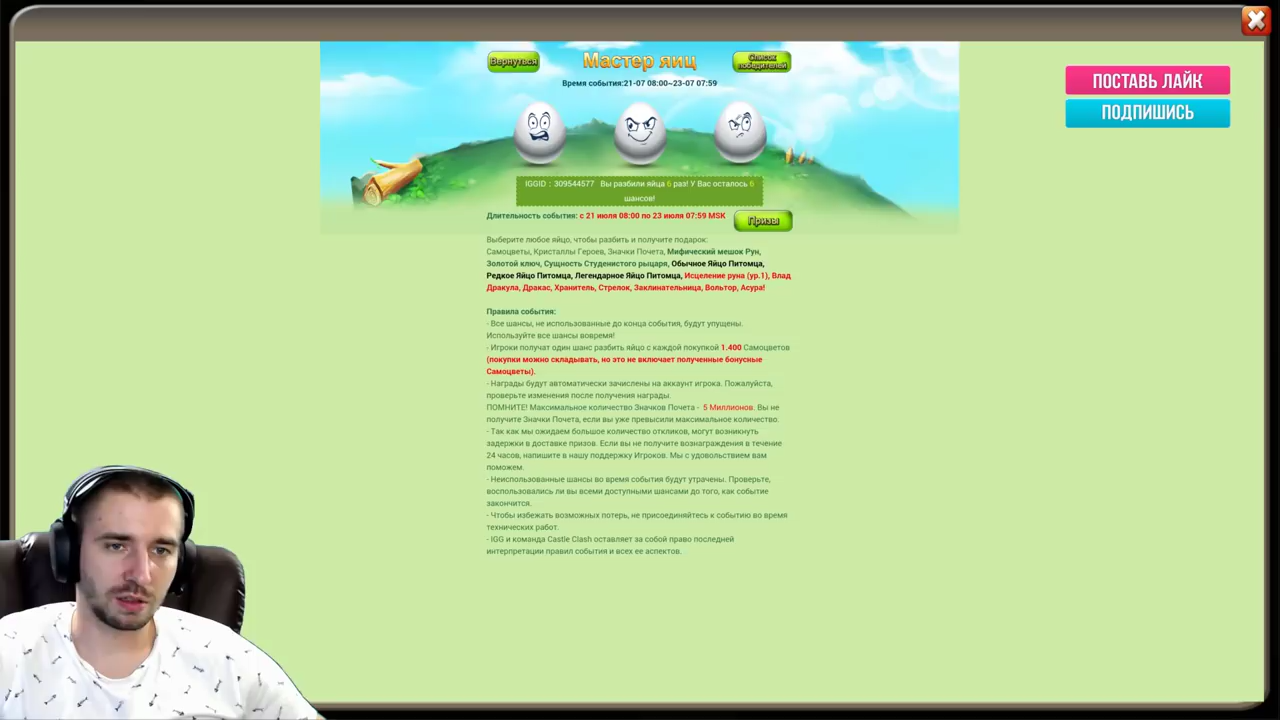 Вернуться
Мастер яиц
Список
победителей
Время события:21-07 08:00~23-07 07:59
IGGID : 309544577 Вы разбили яйца 6 раз! У Вас осталось 6
шансов!
Длительность события: с 21 июля 08:00 по 23 июля 07:59 MSK
Призы
Выберите любое яйцо, чтобы разбить и получите подарок:
Самоцветы, Кристаллы Героев, Значки Почета, Мифический мешок Рун,
Золотой ключ, Сущность Студенистого рыцаря, Обычное Яйцо Питомца,
Редкое Яйцо Питомца, Легендарное Яйцо Питомца, Исцеление руна (ур.1), Влад
Дракула, Дракас, Хранитель, Стрелок, Заклинательница, Вольтор, Асура!
Правила события:
- Все шансы, не использованные до конца события, будут упущены.
Используйте все шансы вовремя!
- Игроки получат один шанс разбить яйцо с каждой покупкой 1.400 Самоцветов
(покупки можно складывать, но это не включает полученные бонусные
Самоцветы).
- Награды будут автоматически зачислены на аккаунт игрока. Пожалуйста,
проверьте изменения после получения награды.
ПОМНИТЕ! Максимальное количество Значков Почета - 5 Миллионов. Вы не
получите Значки Почета, если вы уже превысили максимальное количество.
- Так как мы ожидаем большое количество откликов, могут возникнуть
задержки в доставке призов. Если вы не получите вознаграждения в течение
24 часов, напишите в нашу поддержку Игроков. Мы с удовольствием вам
поможем.
- Неиспользованные шансы во время события будут утрачены. Проверьте,
воспользовались ли вы всеми доступными шансами до того, как событие
закончится.
- Чтобы избежать возможных потерь, не присоединяйтесь к событию во время
технических работ.
- IGG и команда Castle Clash оставляет за собой право последней
интерпретации правил события и всех ее аспектов.
ПОСТАВЬ ЛАЙК
ПОДПИШИСЬ